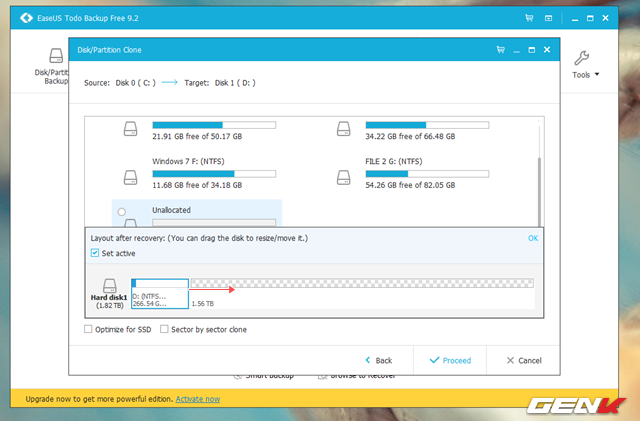 EaseUS Todo Backup Free 9.2
Disk/Partition Clone
Disk/Partit
Backup
Tools
Source: Disk 0 ( C: ) Target: Disk 1 ( D: )
21.91 GB free of 50.17 GB
34.22 GB free of 66.48 GB
Windows 7 F: (NTFS)
FILE 2 G: (NTFS)
11.68 GB free of 34.18 GB
54.26 GB free of 82.05 GB
Unallocated
Layout after recovery: (You can drag the disk to resize/move it.) OK
Set active
Hard disk1
(1.82 TB)
D: (NTFS...
266.54 G...
1.56 TB
Optimize for SSD Sector by sector clone
Back Proceed Cancel
Smart Backup Browse to Recover
Upgrade now to get more powerful edition. Activate now
GENK